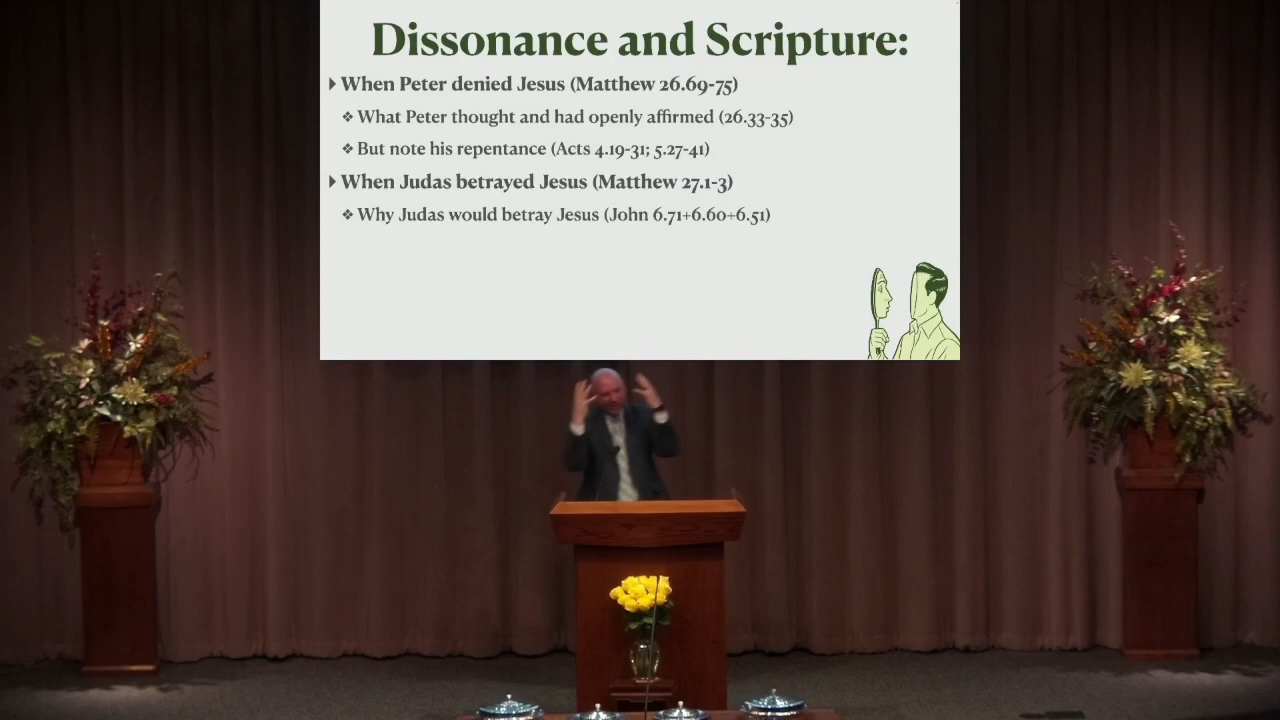 Dissonance and Scripture:
When Peter denied Jesus (Matthew 26.69-75)
What Peter thought and had openly affirmed (26.33-35)
But note his repentance (Acts 4.19-31; 5.27-41)
When Judas betrayed Jesus (Matthew 27.1-3)
Why Judas would betray Jesus (John 6.71+6.60+6.51)